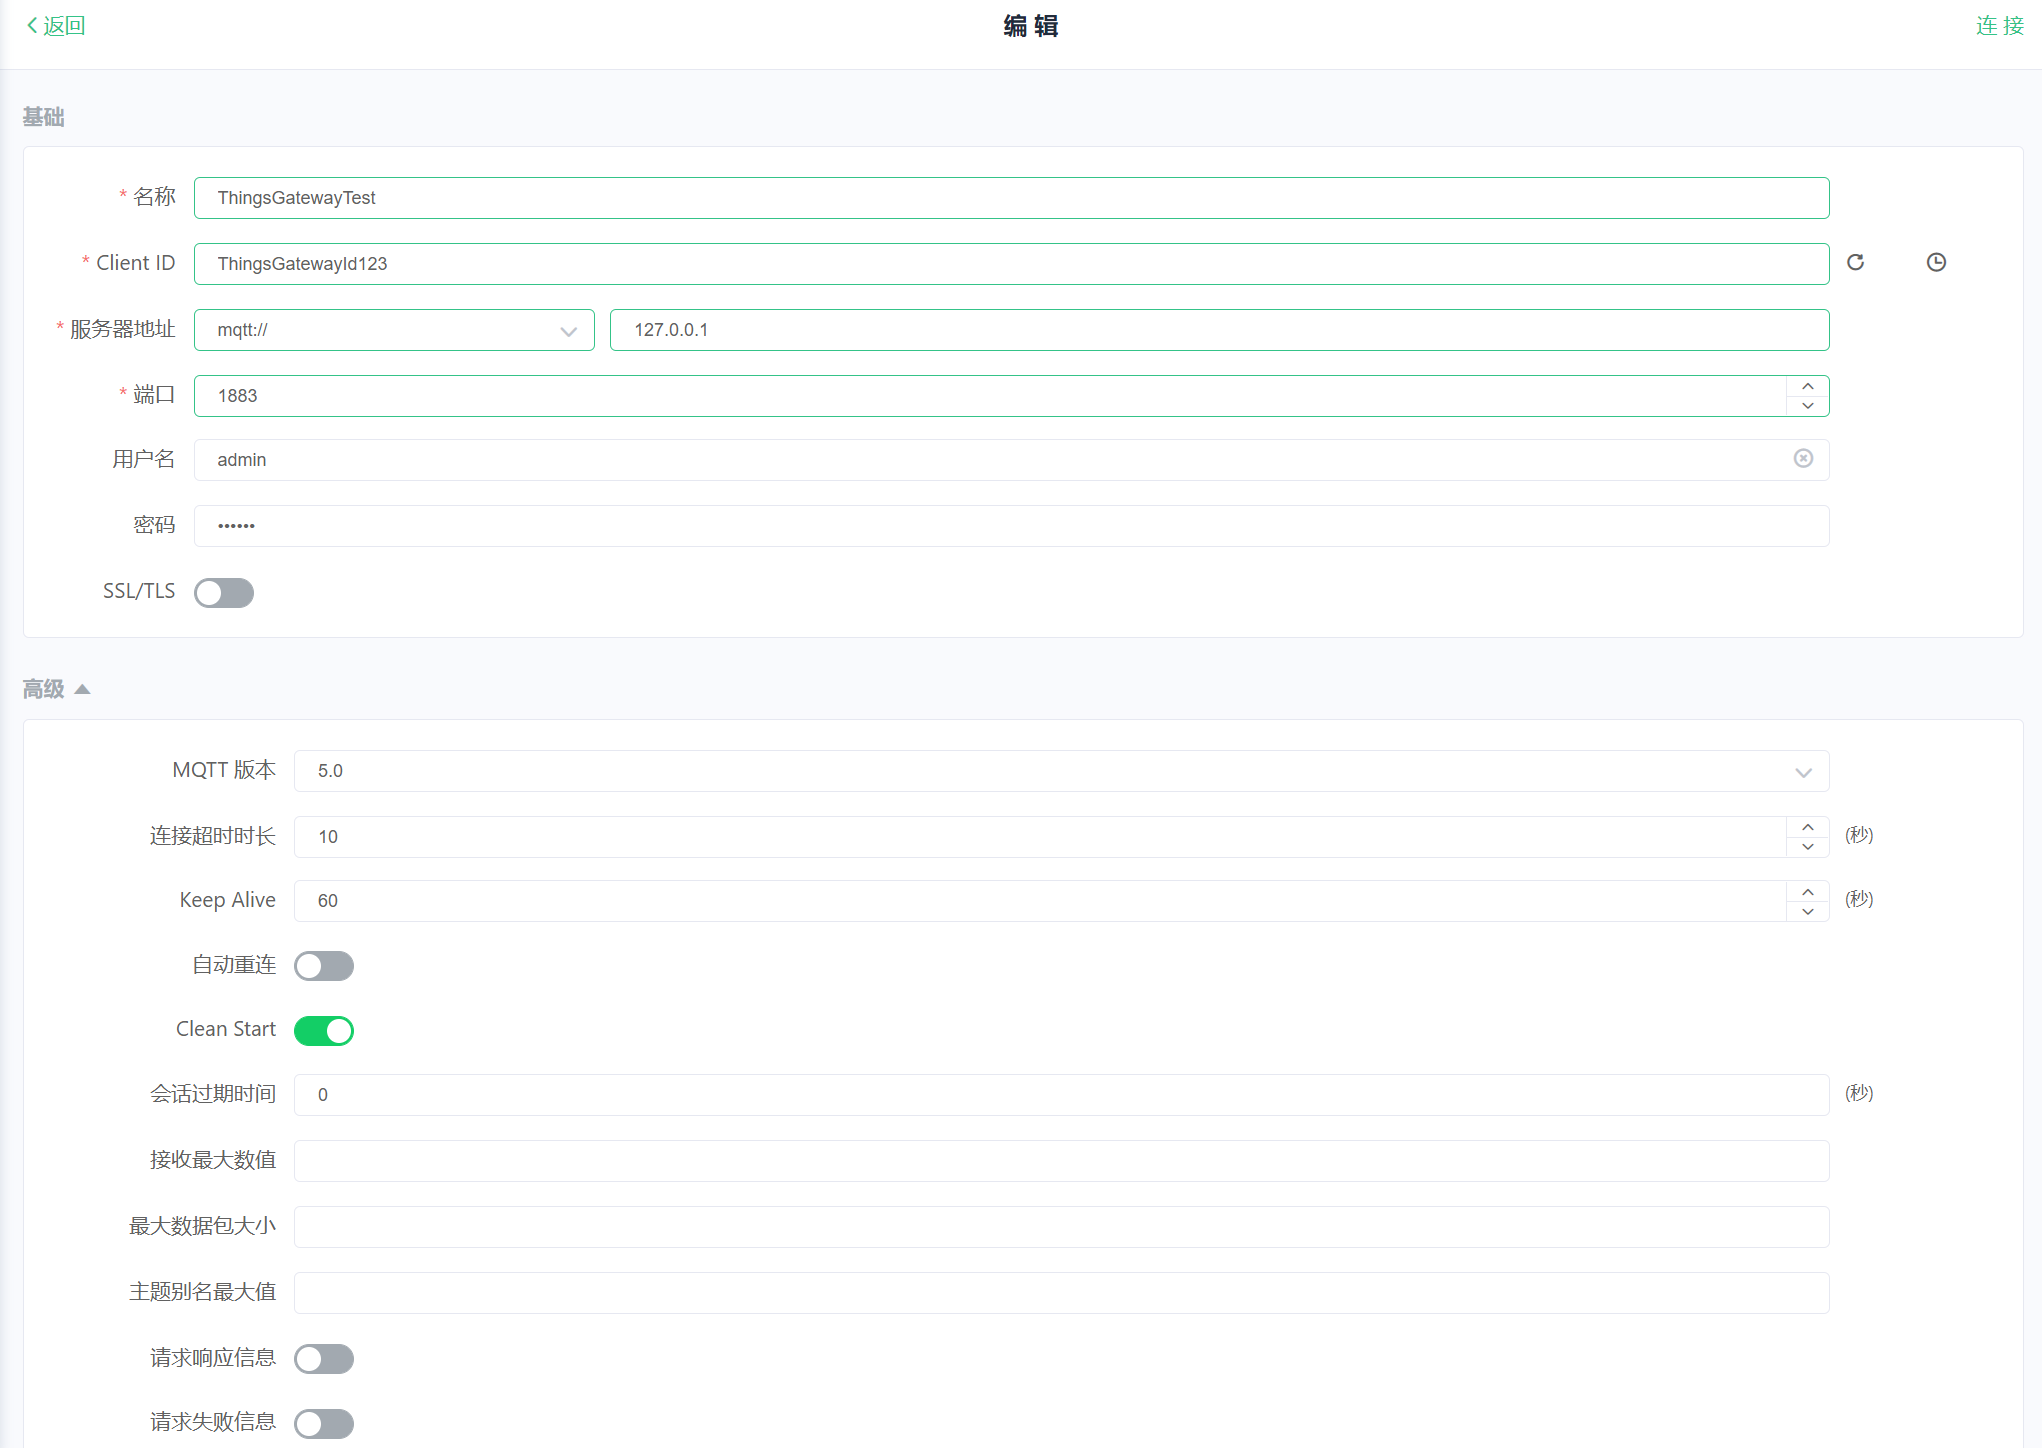 返回
编 辑
连 接
基础
* 名称 ThingsGatewayTest
* Client ID ThingsGatewayId123
* 服务器地址 mqtt:// 127.0.0.1
* 端口 1883
用户名 admin
密码 ••••••
SSL/TLS
高级
MQTT 版本 5.0
连接超时时长 10 (秒)
Keep Alive 60 (秒)
自动重连
Clean Start
会话过期时间 0 (秒)
接收最大数值
最大数据包大小
主题别名最大值
请求响应信息
请求失败信息